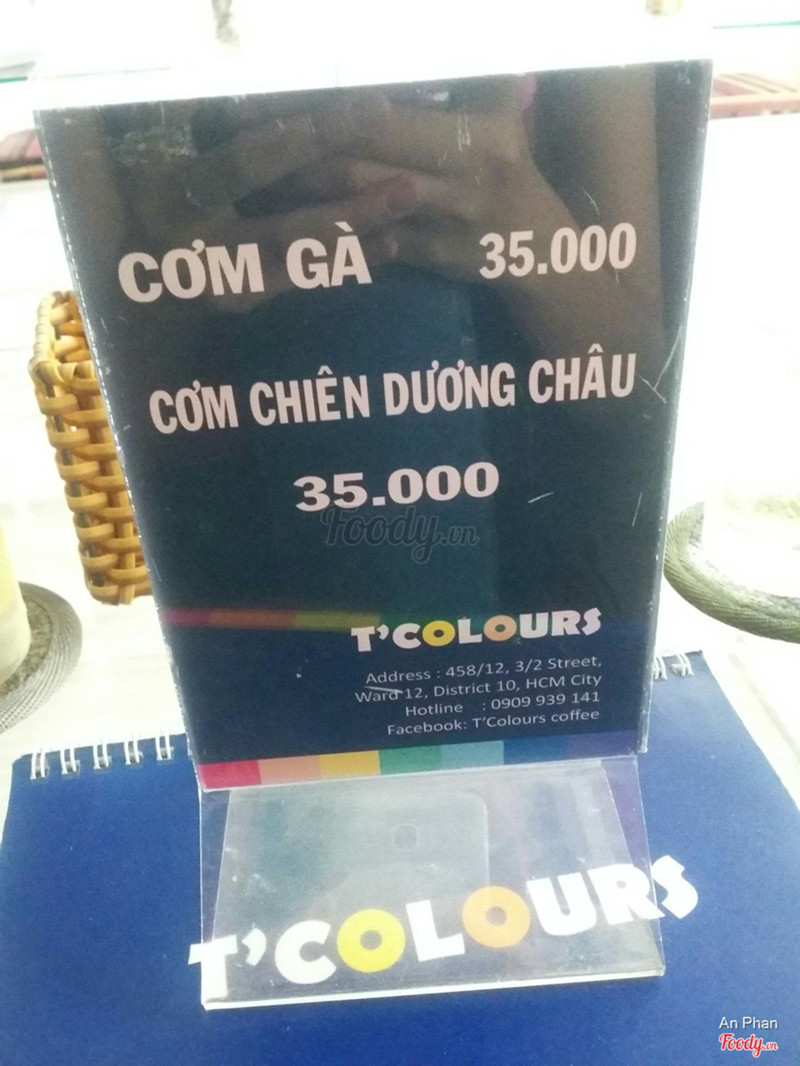 CƠM GÀ 35.000
CƠM CHIÊN DƯƠNG CHÂU
35.000
Foody.vn
T'COLOURS
Address : 458/12, 3/2 Street,
Ward 12, District 10, HCM City
Hotline : 0909 939 141
Facebook: T'Colours coffee
T'COLOURS
An Phan
Foody.vn